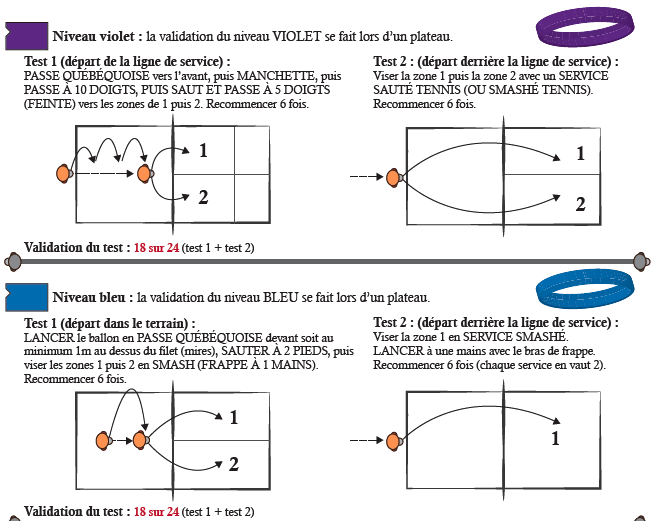 Niveau violet : la validation du niveau VIOLET se fait lors d'un plateau.
Test 1 (départ de la ligne de service) :
PASSE QUÉBÉQUOISE vers l'avant, puis MANCHETTE, puis
PASSE À 10 DOIGTS, PUIS SAUT ET PASSE À 5 DOIGTS
(FEINTE) vers les zones de 1 puis 2. Recommencer 6 fois.
1
2
Test 2 : (départ derrière la ligne de service) :
Viser la zone 1 puis la zone 2 avec un SERVICE
SAUTÉ TENNIS (OU SMASHÉ TENNIS).
Recommencer 6 fois.
1
2
Validation du test : 18 sur 24 (test 1 + test 2)
Niveau bleu : la validation du niveau BLEU se fait lors d'un plateau.
Test 1 (départ dans le terrain) :
LANCER le ballon en PASSE QUÉBÉQUOISE devant soit au
minimum 1m au dessus du filet (mires), SAUTER À 2 PIEDS, puis
viser les zones 1 puis 2 en SMASH (FRAPPE À 1 MAINS).
Recommencer 6 fois.
1
2
Test 2 : (départ derrière la ligne de service) :
Viser la zone 1 en SERVICE SMASHÉ.
LANCER à une mains avec le bras de frappe.
Recommencer 6 fois (chaque service en vaut 2).
1
Validation du test : 18 sur 24 (test 1 + test 2)